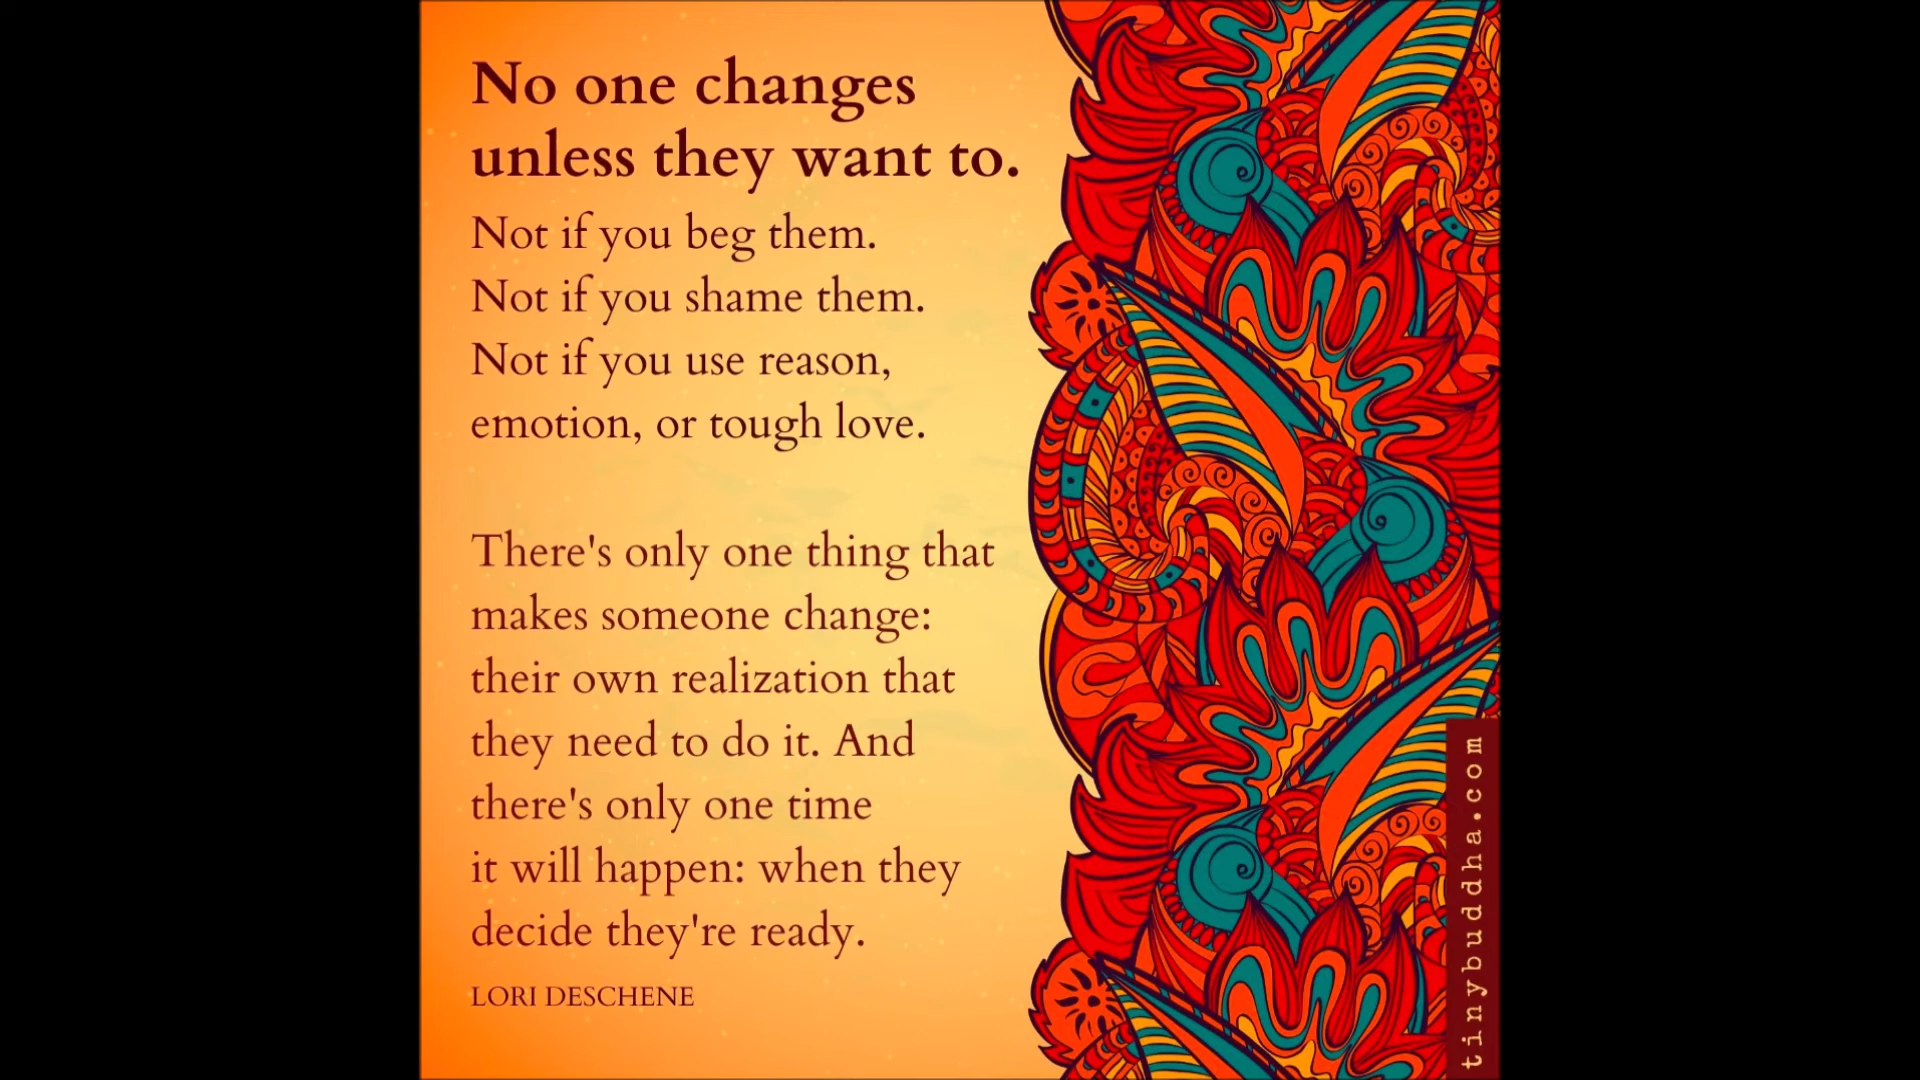 No one changes
unless they want to.
Not if you beg them.
Not if you shame them.
Not if you use reason,
emotion, or tough love.
There's only one thing that
makes someone change:
their own realization that
they need to do it. And
there's only one time
it will happen: when they
decide they're ready.
LORI DESCHENE
tinybuddha.com